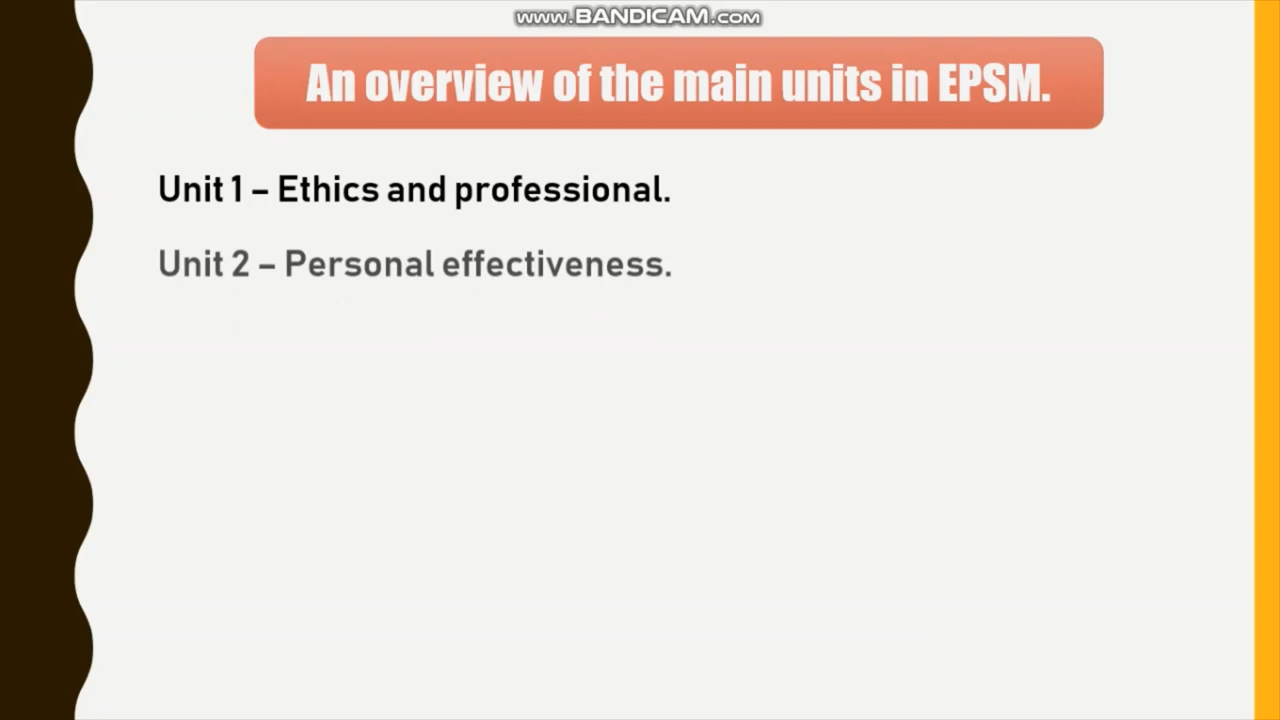 www.BANDICAM.com
An overview of the main units in EPSM.
Unit 1 – Ethics and professional.
Unit 2 – Personal effectiveness.